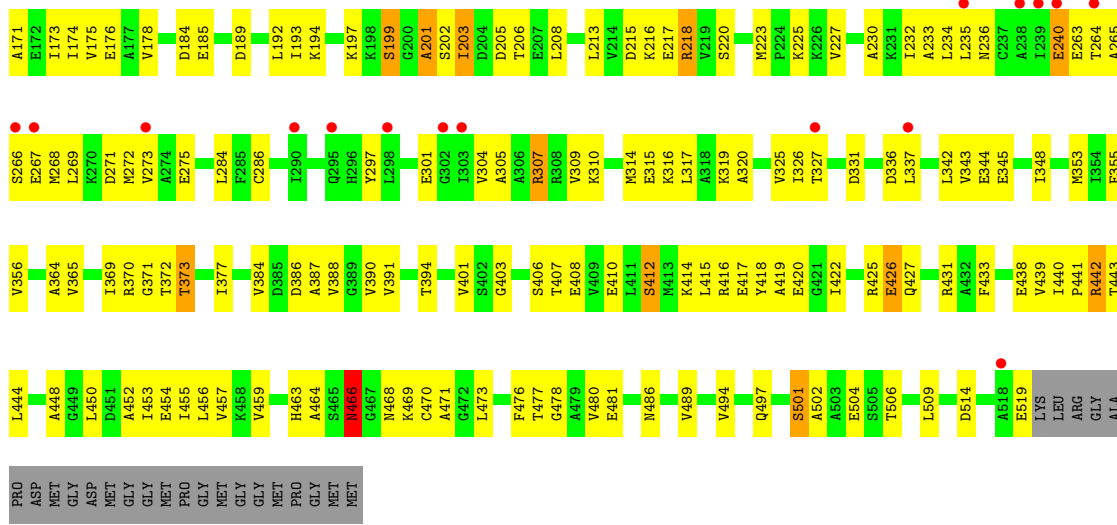 A171 E172 I173 I174 V175 E176 A177 V178 D184 E185 D189 L192 I193 K194 K197 K198 S199 G200 A201 S202 I203 D204 D205 T206 E207 L208 L213 V214 D215 K216 E217 R218 V219 S220 M223 P224 K225 K226 V227 A230 K231 I232 A233 L234 L235 N236 C237 A238 I239 E240 E263 T264 A265
S266 E267 M268 L269 K270 D271 M272 V273 A274 E275 L284 F285 C286 I290 Q295 H296 Y297 L298 E301 G302 I303 V304 A305 A306 R307 R308 V309 K310 M314 E315 K316 L317 A318 K319 A320 V325 I326 T327 D331 D336 L337 L342 V343 E344 E345 I348 M353 I354 F355
V356 A364 V365 I369 R370 G371 T372 T373 I377 V384 D385 D386 A387 V388 G389 V390 V391 T394 V401 S402 G403 S406 T407 E408 V409 E410 L411 S412 M413 K414 L415 R416 E417 Y418 A419 E420 G421 I422 R425 E426 Q427 R431 A432 F433 E438 V439 I440 P441 R442 T443
L444 A448 G449 L450 D451 A452 I453 E454 I455 L456 V457 K458 V459 H463 A464 S465 N466 G467 N468 K469 C470 A471 G472 L473 F476 T477 G478 A479 V480 E481 N486 V489 V494 Q497 S501 A502 A503 E504 S505 T506 L509 D514 A518 E519 LYS LEU ARG GLY ALA
PRO ASP MET GLY ASP MET GLY GLY MET PRO GLY MET GLY GLY MET PRO GLY MET MET